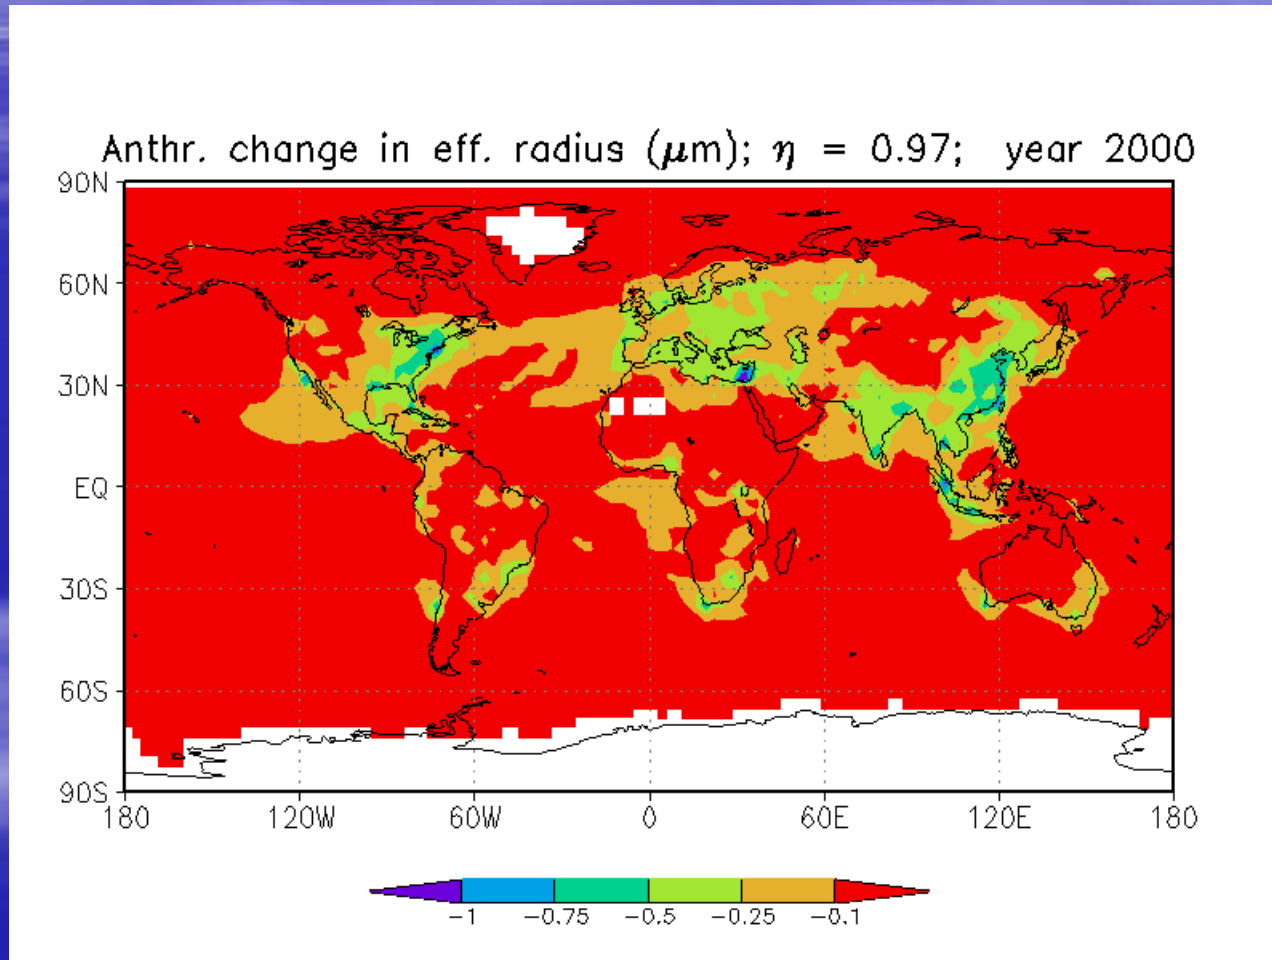 Anthr. change in eff. radius (μm); η = 0.97; year 2000
90N
60N
30N
EQ
30S
60S
90S
180 120W 60W 0 60E 120E 180
-1 -0.75 -0.5 -0.25 -0.1